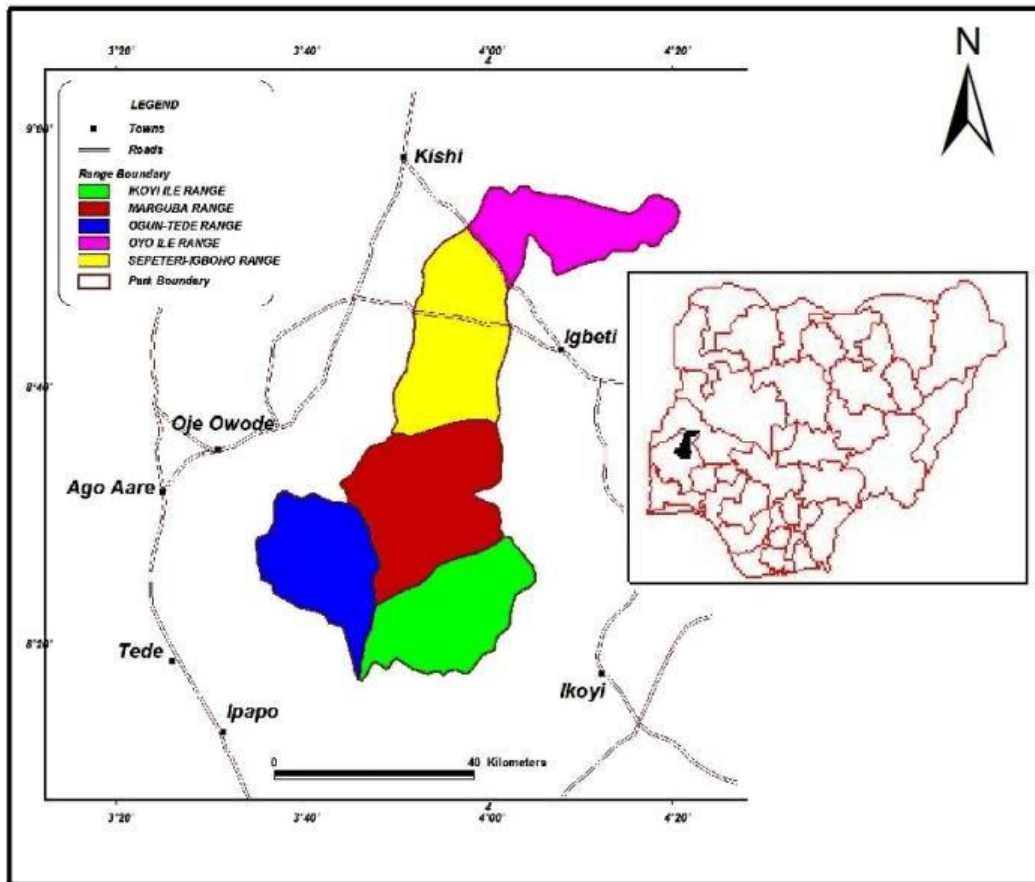 N
3°20'
3°40'
4°00'
4°20'
LEGEND
Towns
Roads
Range Boundary
IKOYI ILE RANGE
MARGUBA RANGE
OGUN-TEDE RANGE
OYO ILE RANGE
SEPETERI-IGBOHO RANGE
Park Boundary
9°00'
8°40'
8°20'
Kishi
Igbeti
Oje Owode
Ago Aare
Tede
Ipapo
Ikoyi
0
40 Kilometers
3°20'
3°40'
4°00'
4°20'